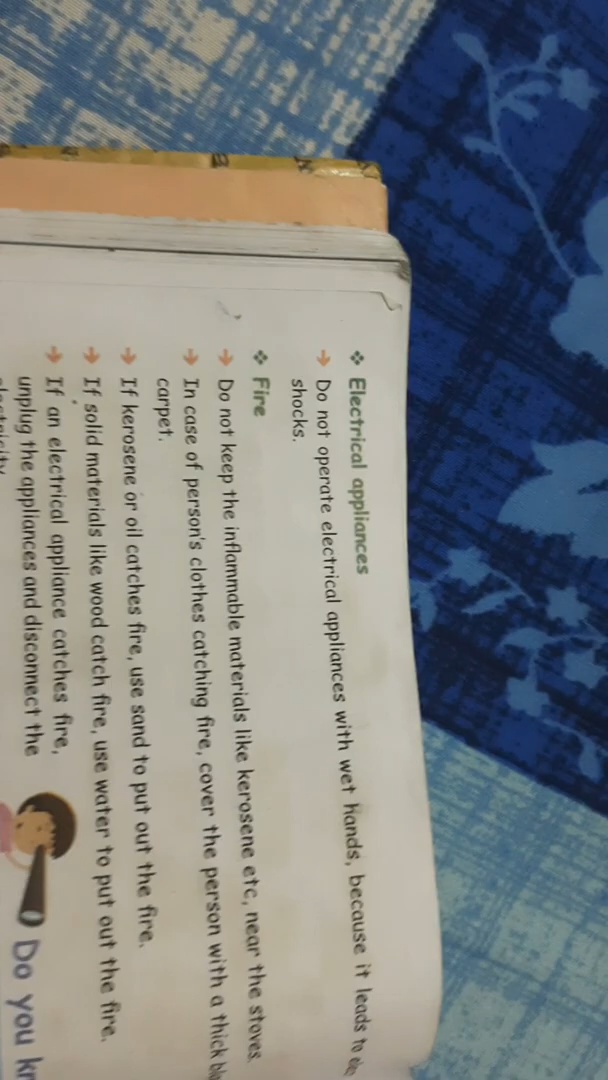 ❖ Electrical appliances
➔ Do not operate electrical appliances with wet hands, because it leads to
shocks.
❖ Fire
➔ Do not keep the inflammable materials like kerosene etc, near the stoves.
➔ In case of person's clothes catching fire, cover the person with a thick
carpet.
➔ If kerosene or oil catches fire, use sand to put out the fire.
➔ If solid materials like wood catch fire, use water to put out the fire.
➔ If an electrical appliance catches fire,
unplug the appliances and disconnect the
Do you